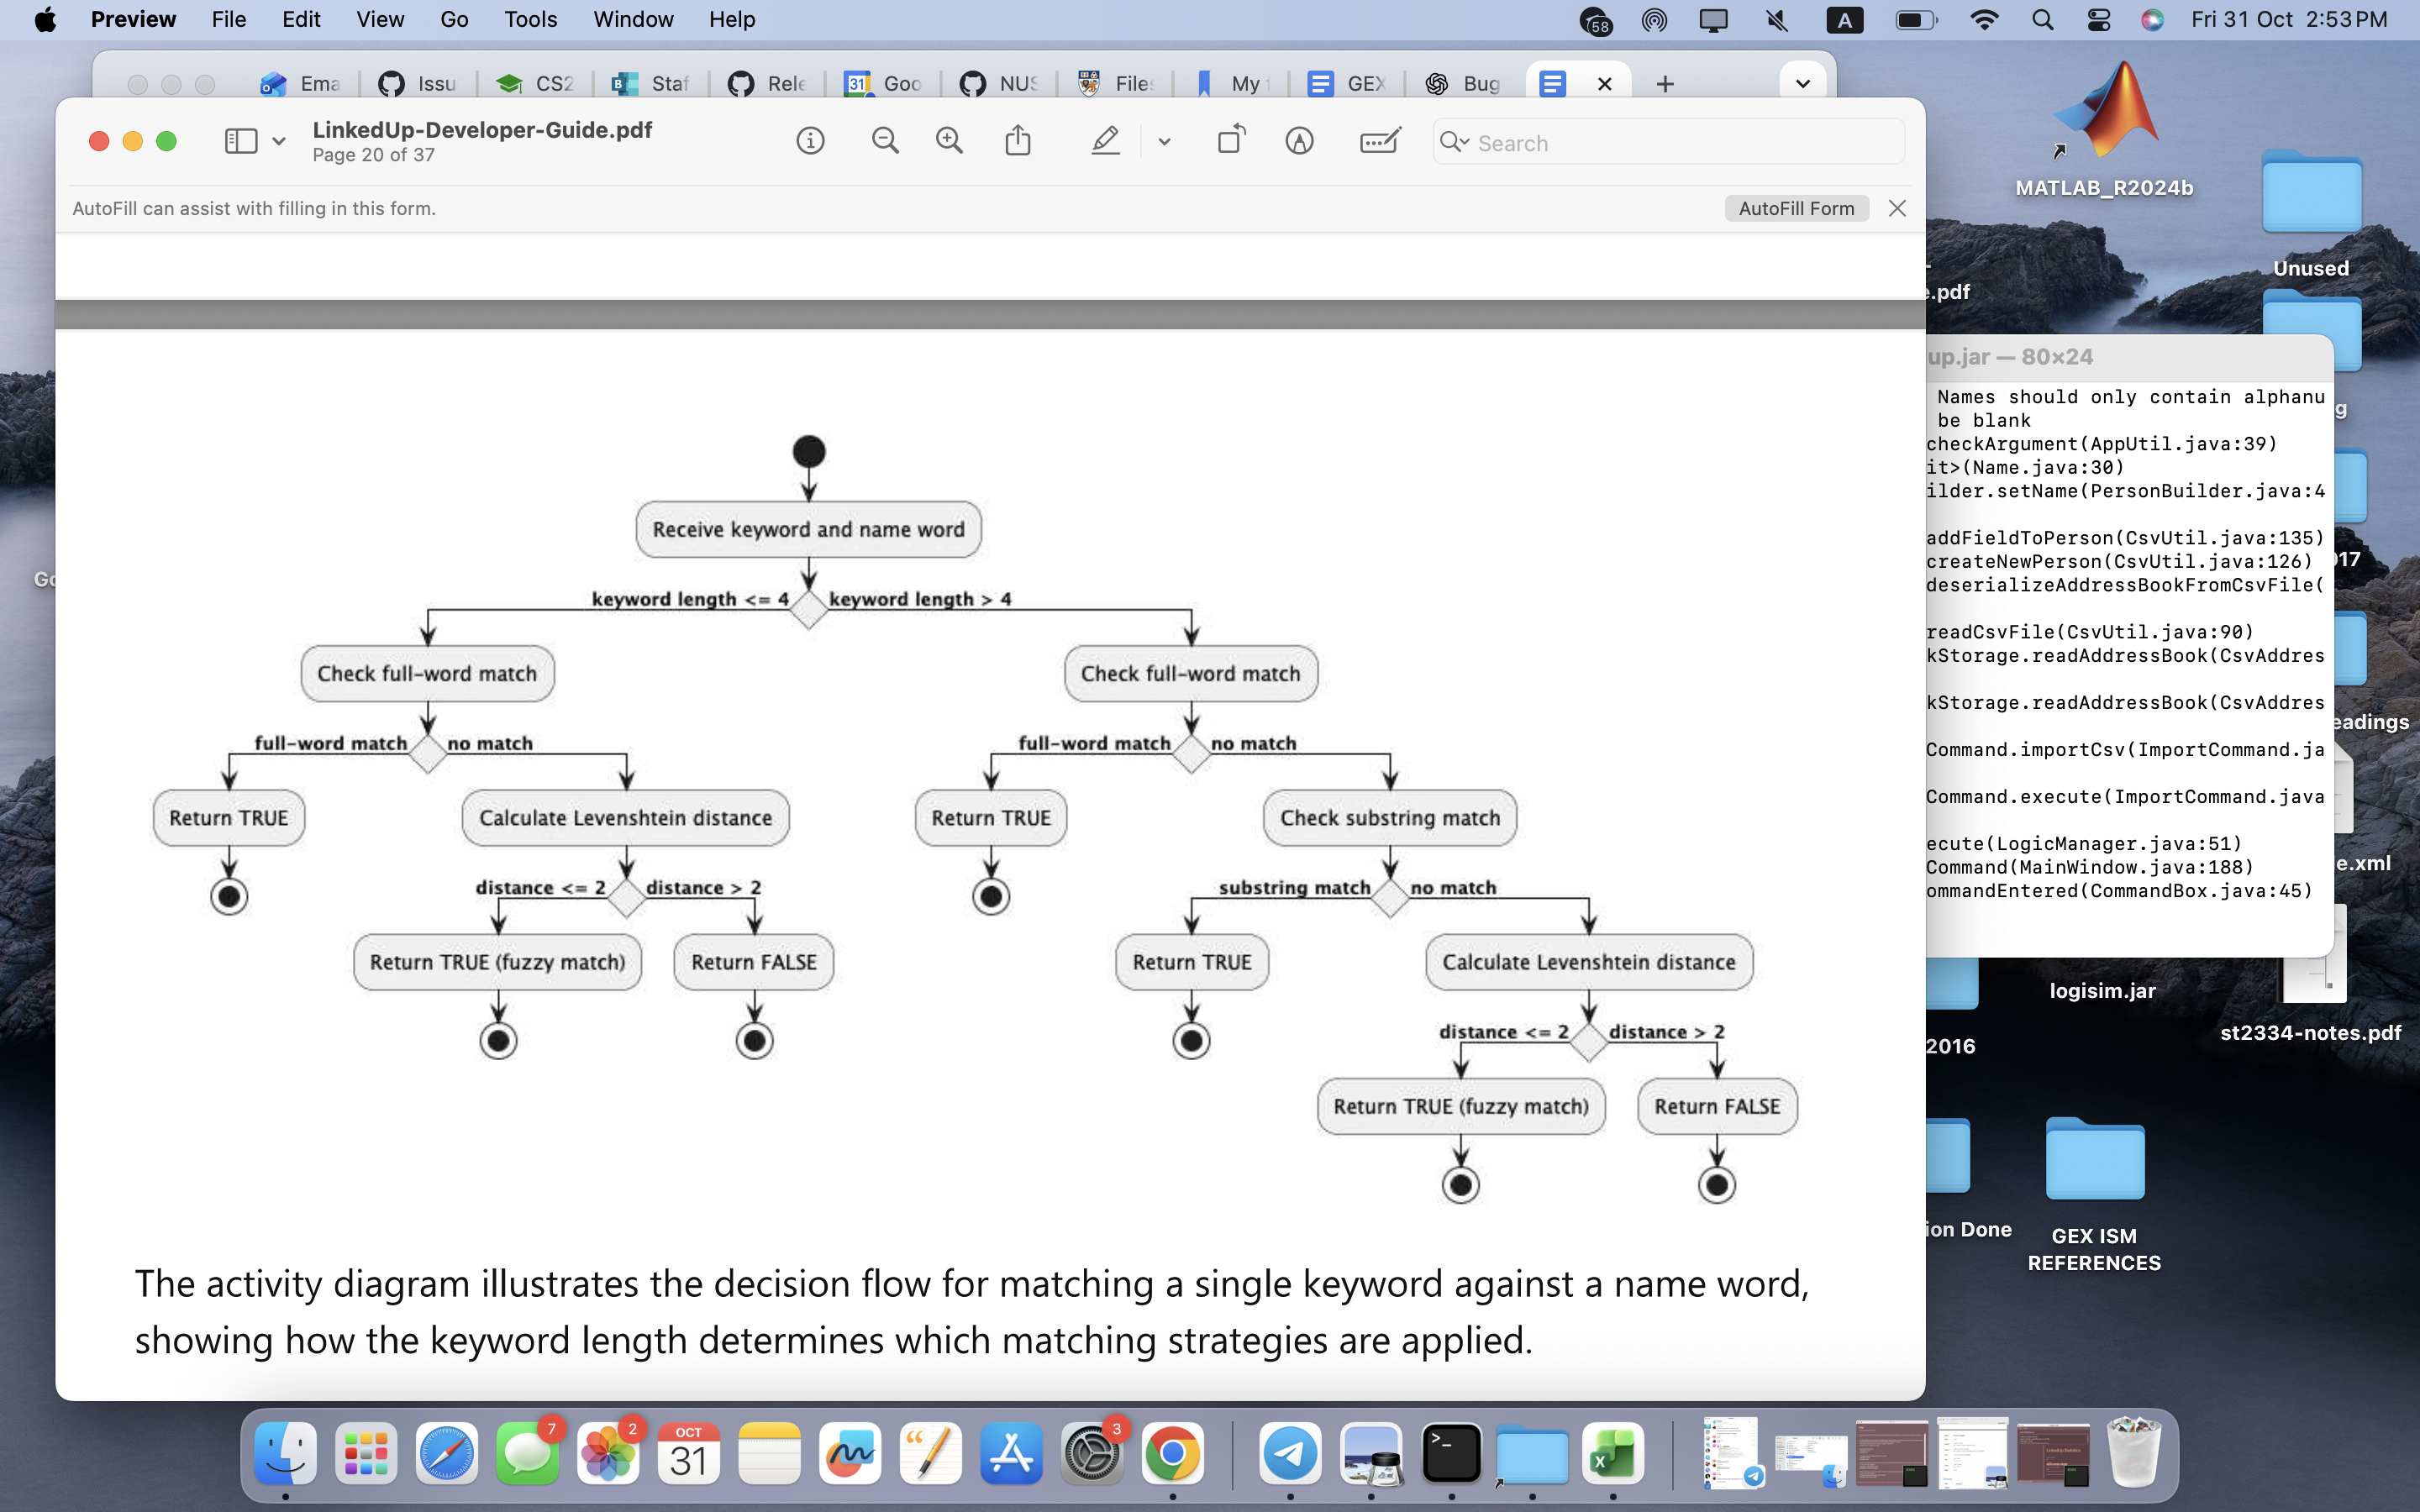 Preview File Edit View Go Tools Window Help
58 A Fri 31 Oct 2:53 PM
Ema Issu CS2 Staf Rele 31 Goo NUS Files My GEX Bug
LinkedUp-Developer-Guide.pdf
Page 20 of 37
Search
AutoFill can assist with filling in this form.
AutoFill Form
Receive keyword and name word
keyword length <= 4 keyword length > 4
Check full-word match Check full-word match
full-word match no match full-word match no match
Return TRUE Calculate Levenshtein distance Return TRUE Check substring match
distance <= 2 distance > 2 substring match no match
Return TRUE (fuzzy match) Return FALSE Return TRUE Calculate Levenshtein distance
distance <= 2 distance > 2
Return TRUE (fuzzy match) Return FALSE
The activity diagram illustrates the decision flow for matching a single keyword against a name word,
showing how the keyword length determines which matching strategies are applied.
MATLAB_R2024b
Unused
e.pdf
up.jar — 80×24
Names should only contain alphanu
be blank
checkArgument(AppUtil.java:39)
it>(Name.java:30)
ilder.setName(PersonBuilder.java:4
addFieldToPerson(CsvUtil.java:135)
createNewPerson(CsvUtil.java:126)
deserializeAddressBookFromCsvFile(
readCsvFile(CsvUtil.java:90)
kStorage.readAddressBook(CsvAddres
kStorage.readAddressBook(CsvAddres
Command.importCsv(ImportCommand.ja
Command.execute(ImportCommand.java
ecute(LogicManager.java:51)
Command(MainWindow.java:188)
ommandEntered(CommandBox.java:45)
g
017
eadings
e.xml
Go
logisim.jar
st2334-notes.pdf
2016
ion Done
GEX ISM
REFERENCES
7 2 OCT 31 3